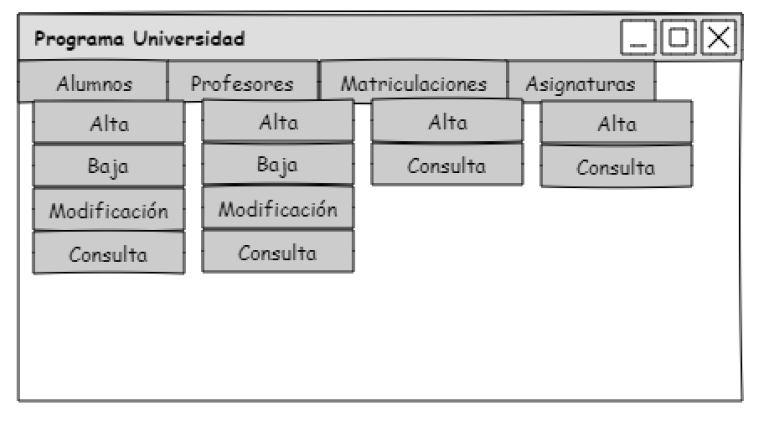 Programa Universidad
Alumnos Profesores Matriculaciones Asignaturas
Alta Alta Alta Alta
Baja Baja Consulta Consulta
Modificación Modificación
Consulta Consulta